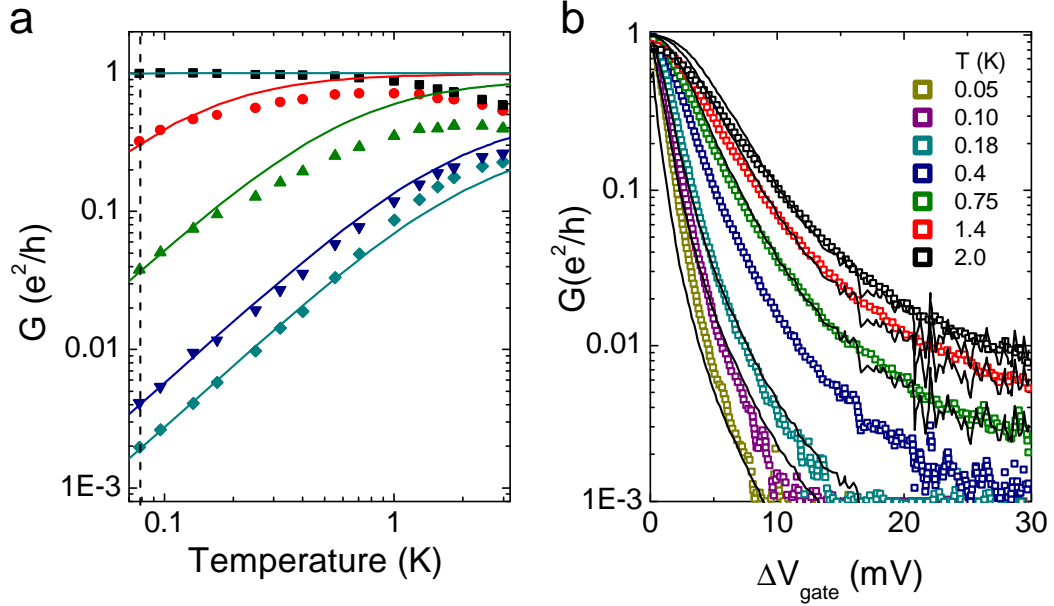 a
G (e²/h)
1
0.1
0.01
1E-3
0.1
1
Temperature (K)
b
G(e²/h)
1
0.1
0.01
1E-3
0
10
20
30
ΔV_gate (mV)
T (K)
0.05
0.10
0.18
0.4
0.75
1.4
2.0